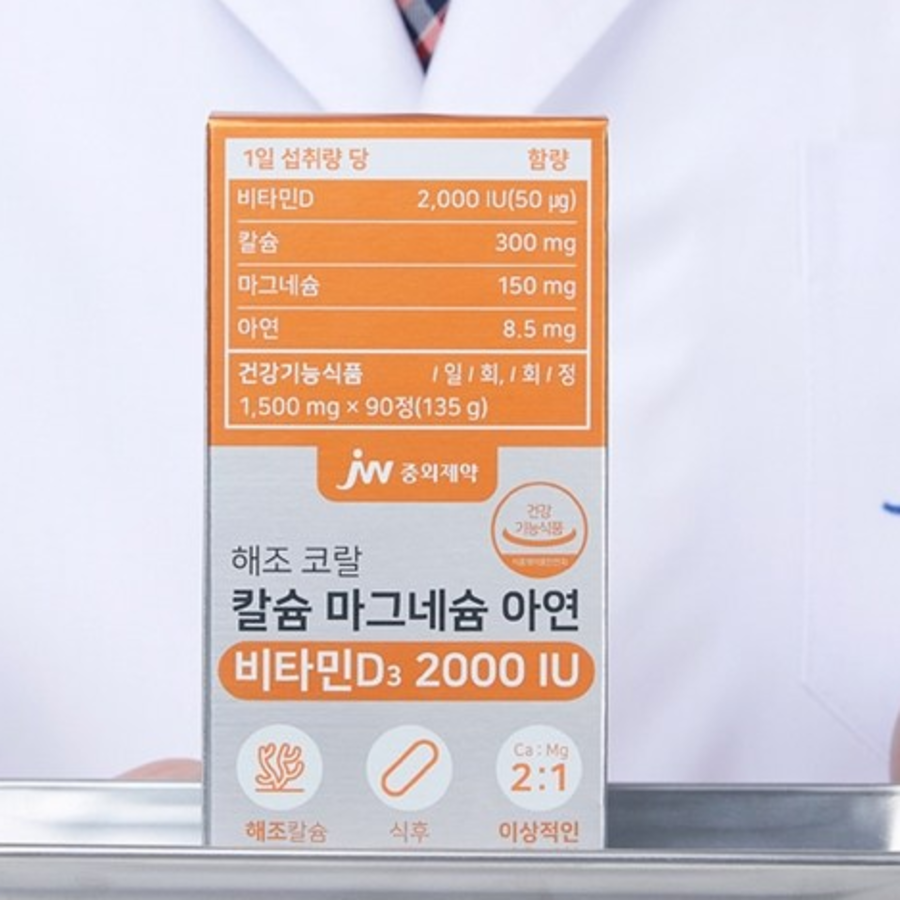 1일 섭취량 당 함량
비타민D 2,000 IU(50 μg)
칼슘 300 mg
마그네슘 150 mg
아연 8.5 mg
건강기능식품 1일1회, 1회1정
1,500 mg × 90정(135 g)
jw 중외제약
건강
기능식품
해조 코랄
칼슘 마그네슘 아연
비타민D3 2000 IU
Ca : Mg
2:1
해조칼슘 식후 이상적인